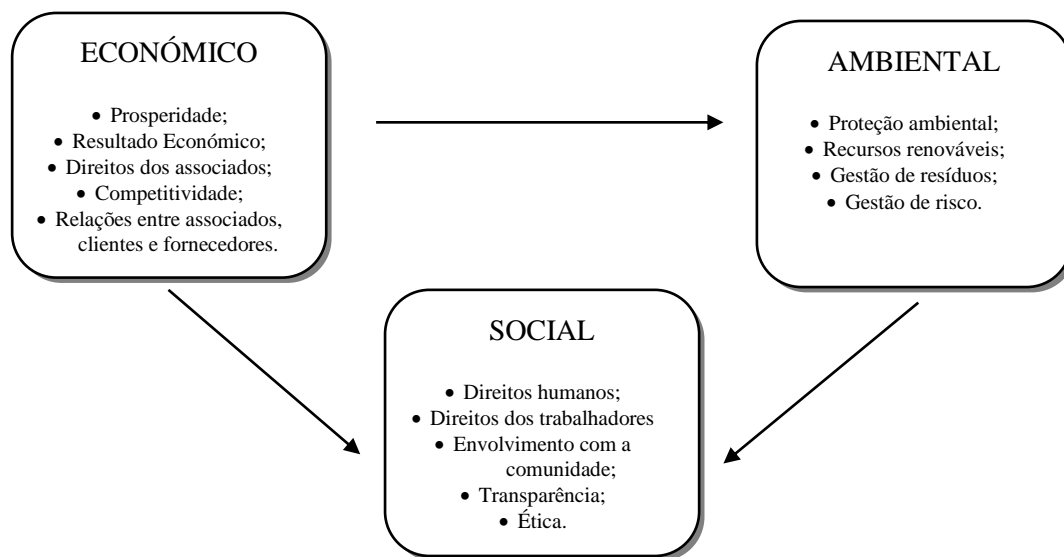 ECONÓMICO
• Prosperidade;
• Resultado Económico;
• Direitos dos associados;
• Competitividade;
• Relações entre associados,
clientes e fornecedores.
AMBIENTAL
• Proteção ambiental;
• Recursos renováveis;
• Gestão de resíduos;
• Gestão de risco.
SOCIAL
• Direitos humanos;
• Direitos dos trabalhadores
• Envolvimento com a
comunidade;
• Transparência;
• Ética.